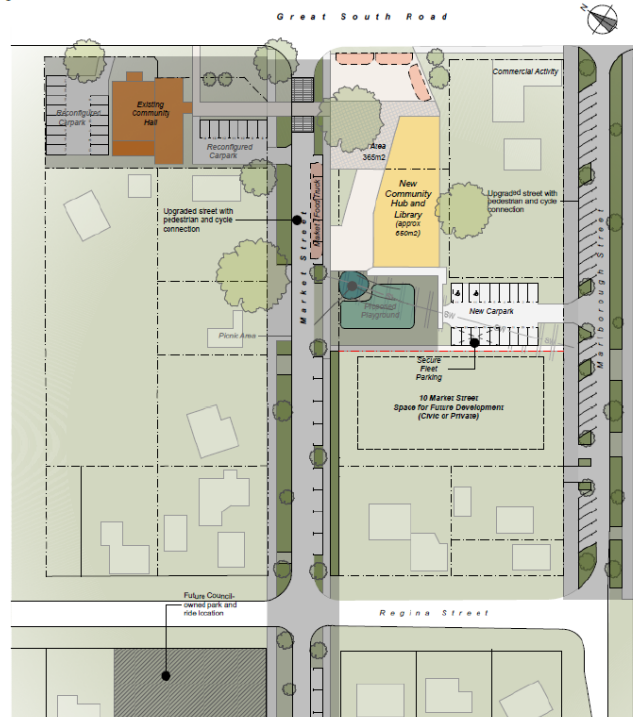 Great South Road
N
Commercial Activity
Reconfigured
Carpark
Existing
Community
Hall
Reconfigured
Carpark
Area
365m2
New
Community
Hub and
Library
(approx
650m2)
Upgraded street with
pedestrian and cycle
connection
Upgraded street with
pedestrian and cycle
connection
Market / Food Truck
Market Street
Marlborough Street
Proposed
Playground
New Carpark
SW
SW
Picnic Area
Secure
Fleet
Parking
10 Market Street
Space for Future Development
(Civic or Private)
Future Council-
owned park and
ride location
Regina Street